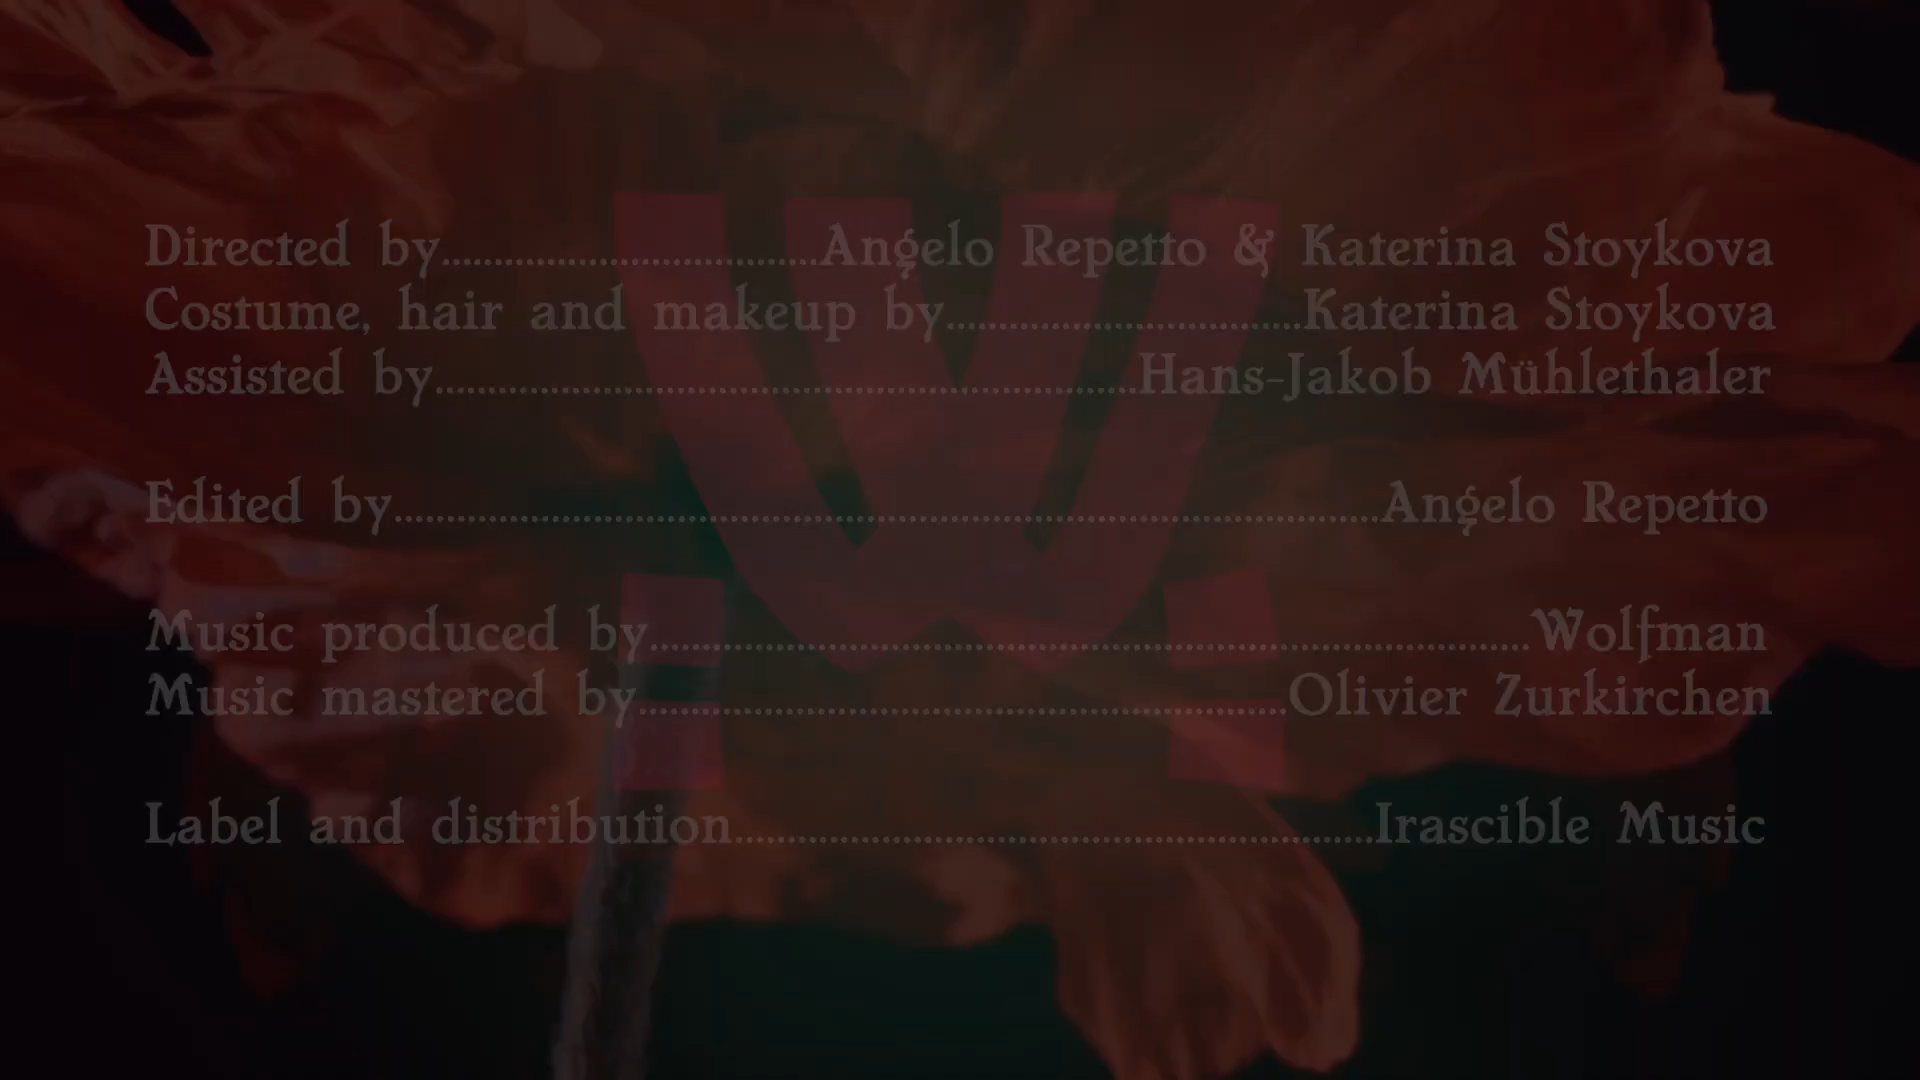 Directed by........................................Angelo Repetto & Katerina Stoykova
Costume, hair and makeup by......................................Katerina Stoykova
Assisted by...........................................................................Hans-Jakob Mühlethaler
Edited by..........................................................................................................Angelo Repetto
Music produced by..............................................................................................Wolfman
Music mastered by.....................................................................Olivier Zurkirchen
Label and distribution....................................................................Irascible Music